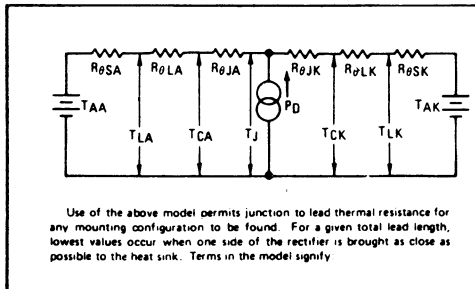 RθSA RθLA RθJA RθJK RθLK RθSK
TAA PD TAK
TLA TCA TJ TCK TLK
Use of the above model permits junction to lead thermal resistance for
any mounting configuration to be found. For a given total lead length,
lowest values occur when one side of the rectifier is brought as close as
possible to the heat sink. Terms in the model signify